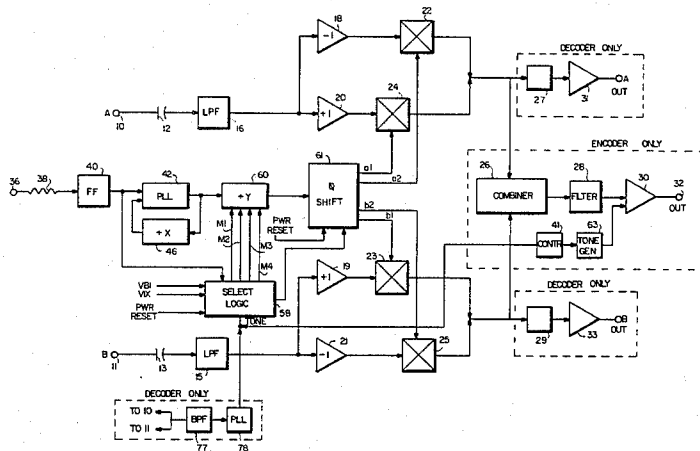 18
-1
22
DECODER ONLY
24
27
31
A
OUT
A
10
12
LPF
16
20
+1
61
a1
a2
ENCODER ONLY
36
38
40
FF
42
PLL
÷Y
60
Q
SHIFT
26
COMBINER
28
FILTER
30
32
OUT
÷X
46
M1
M2
M3
M4
PWR
RESET
b2
b1
41
CONTR
63
TONE
GEN
VBI
VIX
PWR
RESET
SELECT
LOGIC
58
TONE
19
+1
23
DECODER ONLY
B
11
13
LPF
15
21
-1
25
29
33
B
OUT
DECODER ONLY
TO 10
TO 11
BPF
77
PLL
78